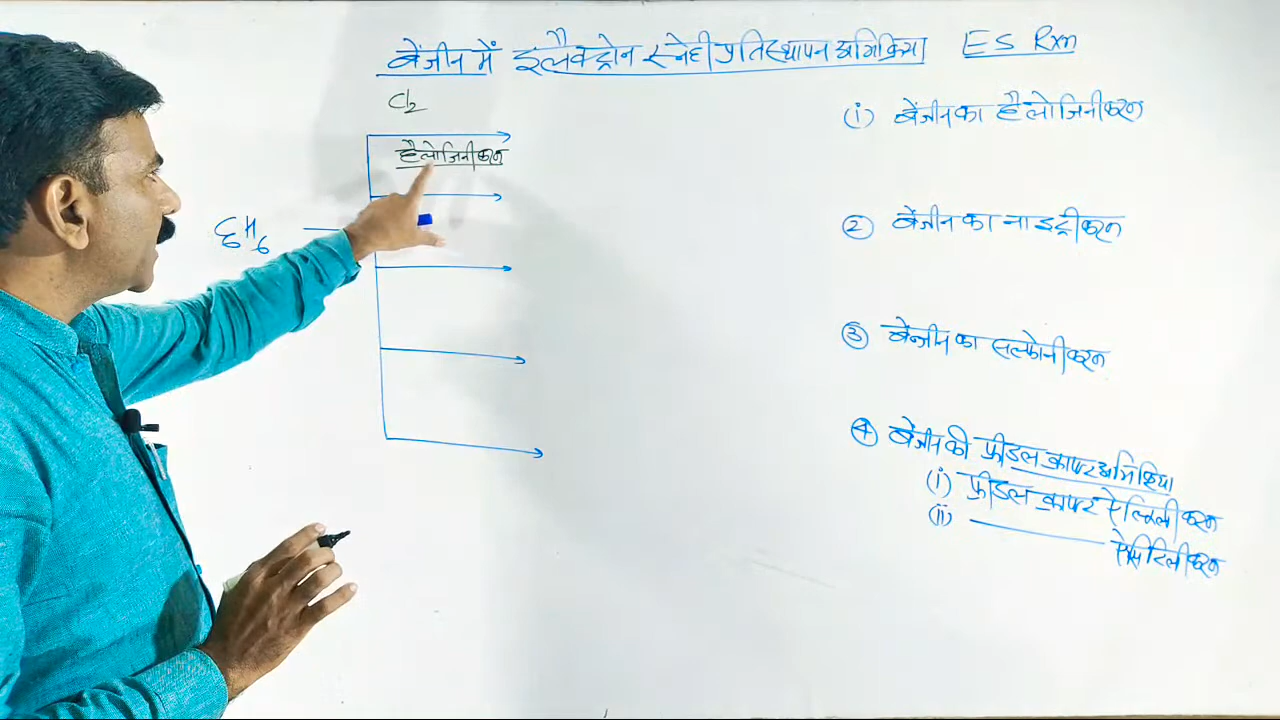 बेंजीन में इलैक्ट्रोन स्नेही प्रतिस्थापन अभिक्रिया ES Rxn
Cl₂
हैलोजिनीकरण
C₆H₆
(i) बेंजीन का हैलोजिनीकरण
② बेंजीन का नाइट्रीकरण
③ बेन्जीन का सल्फोनीकरण
④ बेंजीन की फ्रीडल क्राफ्ट अभिक्रिया
(i) फ्रीडल क्राफ्ट ऐल्किलीकरण
(ii) ——— ऐसिटिलीकरण